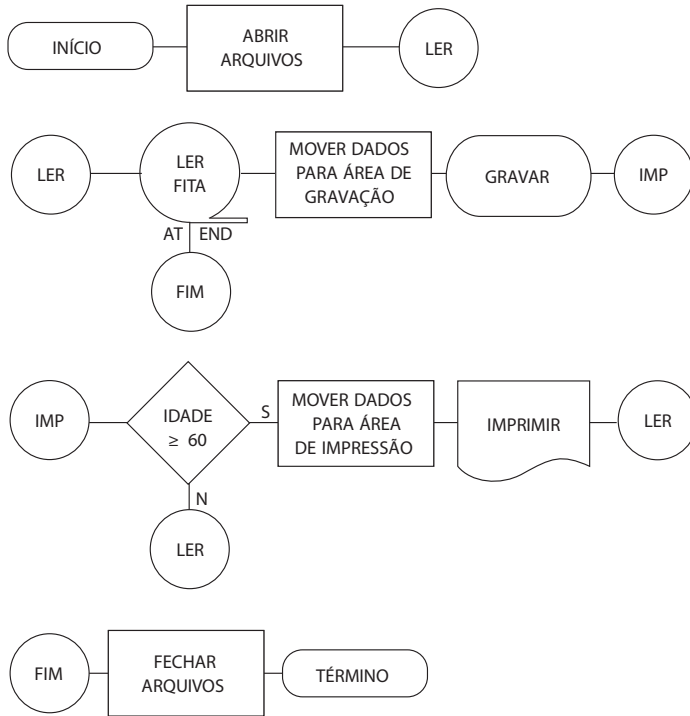 INÍCIO
ABRIR
ARQUIVOS
LER
LER
LER
FITA
MOVER DADOS
PARA ÁREA DE
GRAVAÇÃO
GRAVAR
IMP
AT END
FIM
IMP
IDADE
≥ 60
S
MOVER DADOS
PARA ÁREA
DE IMPRESSÃO
IMPRIMIR
LER
N
LER
FIM
FECHAR
ARQUIVOS
TÉRMINO